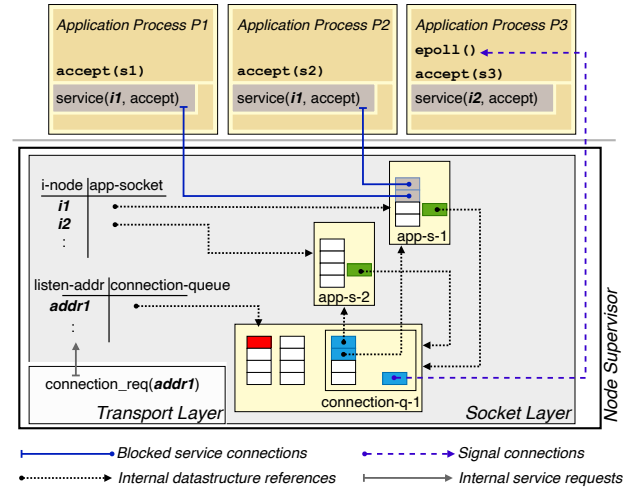 Application Process P1
accept(s1)
service(i1, accept)
Application Process P2
accept(s2)
service(i1, accept)
Application Process P3
epoll()
accept(s3)
service(i2, accept)
i-node app-socket
i1
i2
:
app-s-1
app-s-2
listen-addr connection-queue
addr1
:
connection_req(addr1)
connection-q-1
Transport Layer
Socket Layer
Node Supervisor
Blocked service connections
Signal connections
Internal datastructure references
Internal service requests